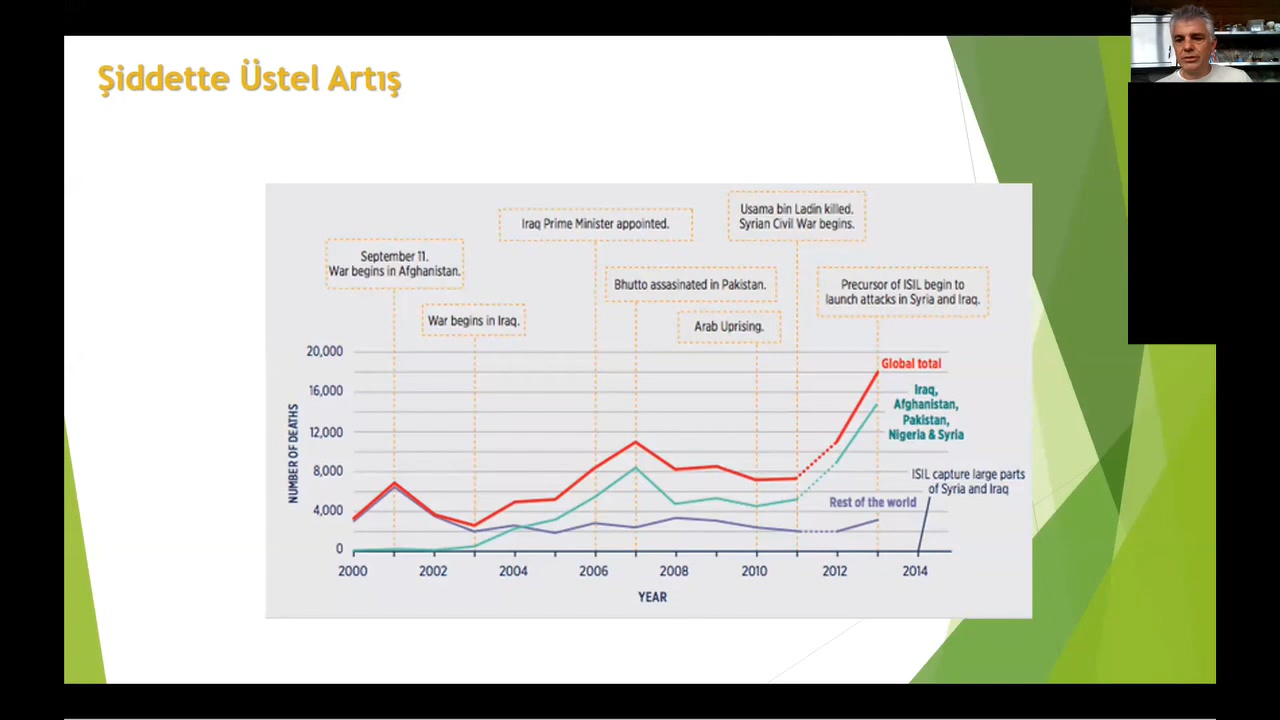 Şiddette Üstel Artış
Usama bin Ladin killed.
Syrian Civil War begins.
Iraq Prime Minister appointed.
September 11.
War begins in Afghanistan.
Bhutto assasinated in Pakistan.
Precursor of ISIL begin to
launch attacks in Syria and Iraq.
War begins in Iraq.
Arab Uprising.
20,000
16,000
12,000
8,000
4,000
0
NUMBER OF DEATHS
Global total
Iraq,
Afghanistan,
Pakistan,
Nigeria & Syria
ISIL capture large parts
of Syria and Iraq
Rest of the world
2000 2002 2004 2006 2008 2010 2012 2014
YEAR